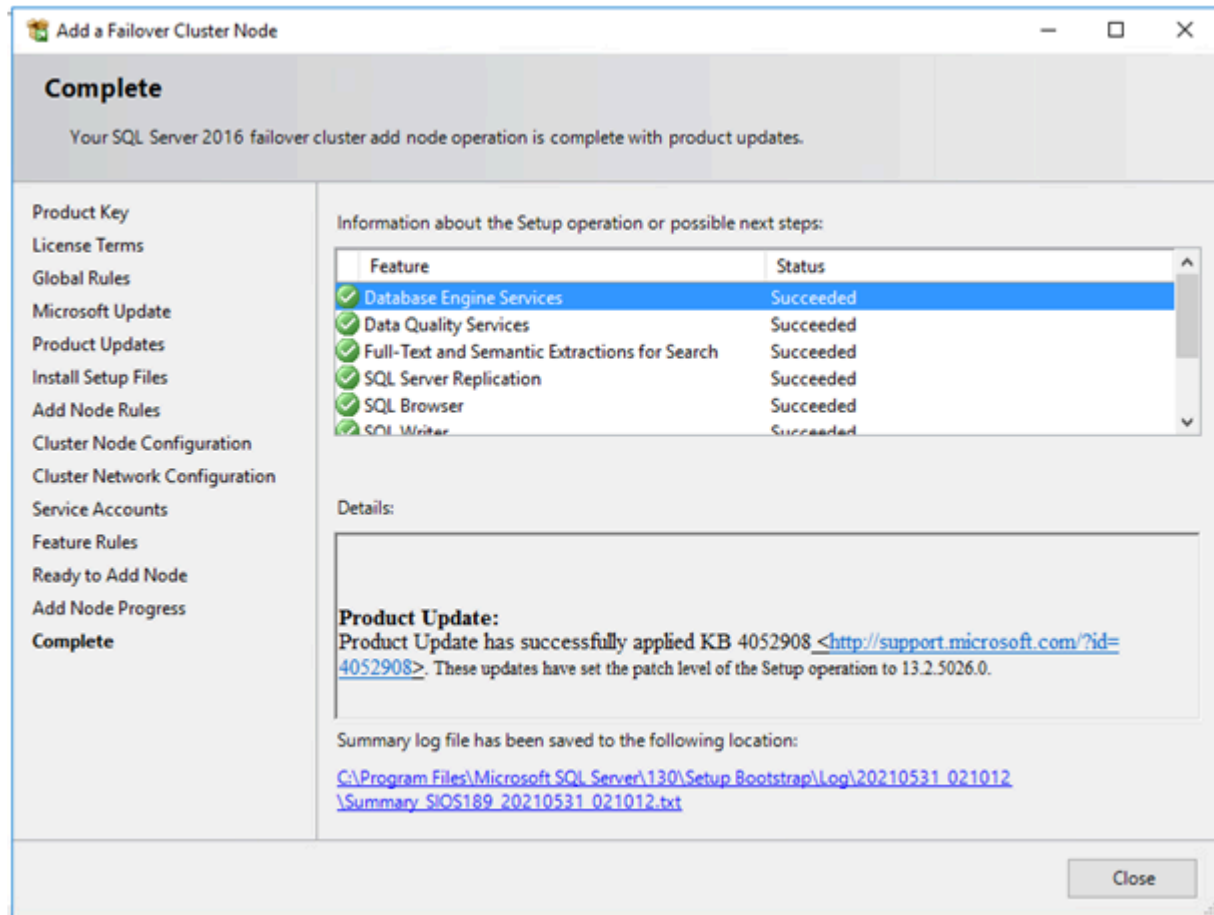 Add a Failover Cluster Node
Complete
Your SQL Server 2016 failover cluster add node operation is complete with product updates.
Product Key
License Terms
Global Rules
Microsoft Update
Product Updates
Install Setup Files
Add Node Rules
Cluster Node Configuration
Cluster Network Configuration
Service Accounts
Feature Rules
Ready to Add Node
Add Node Progress
Complete
Information about the Setup operation or possible next steps:
Feature Status
Database Engine Services Succeeded
Data Quality Services Succeeded
Full-Text and Semantic Extractions for Search Succeeded
SQL Server Replication Succeeded
SQL Browser Succeeded
SQL Writer Succeeded
Details:
Product Update:
Product Update has successfully applied KB 4052908 <http://support.microsoft.com/?id=
4052908>. These updates have set the patch level of the Setup operation to 13.2.5026.0.
Summary log file has been saved to the following location:
C:\Program Files\Microsoft SQL Server\130\Setup Bootstrap\Log\20210531_021012
\Summary_SIOS189_20210531_021012.txt
Close